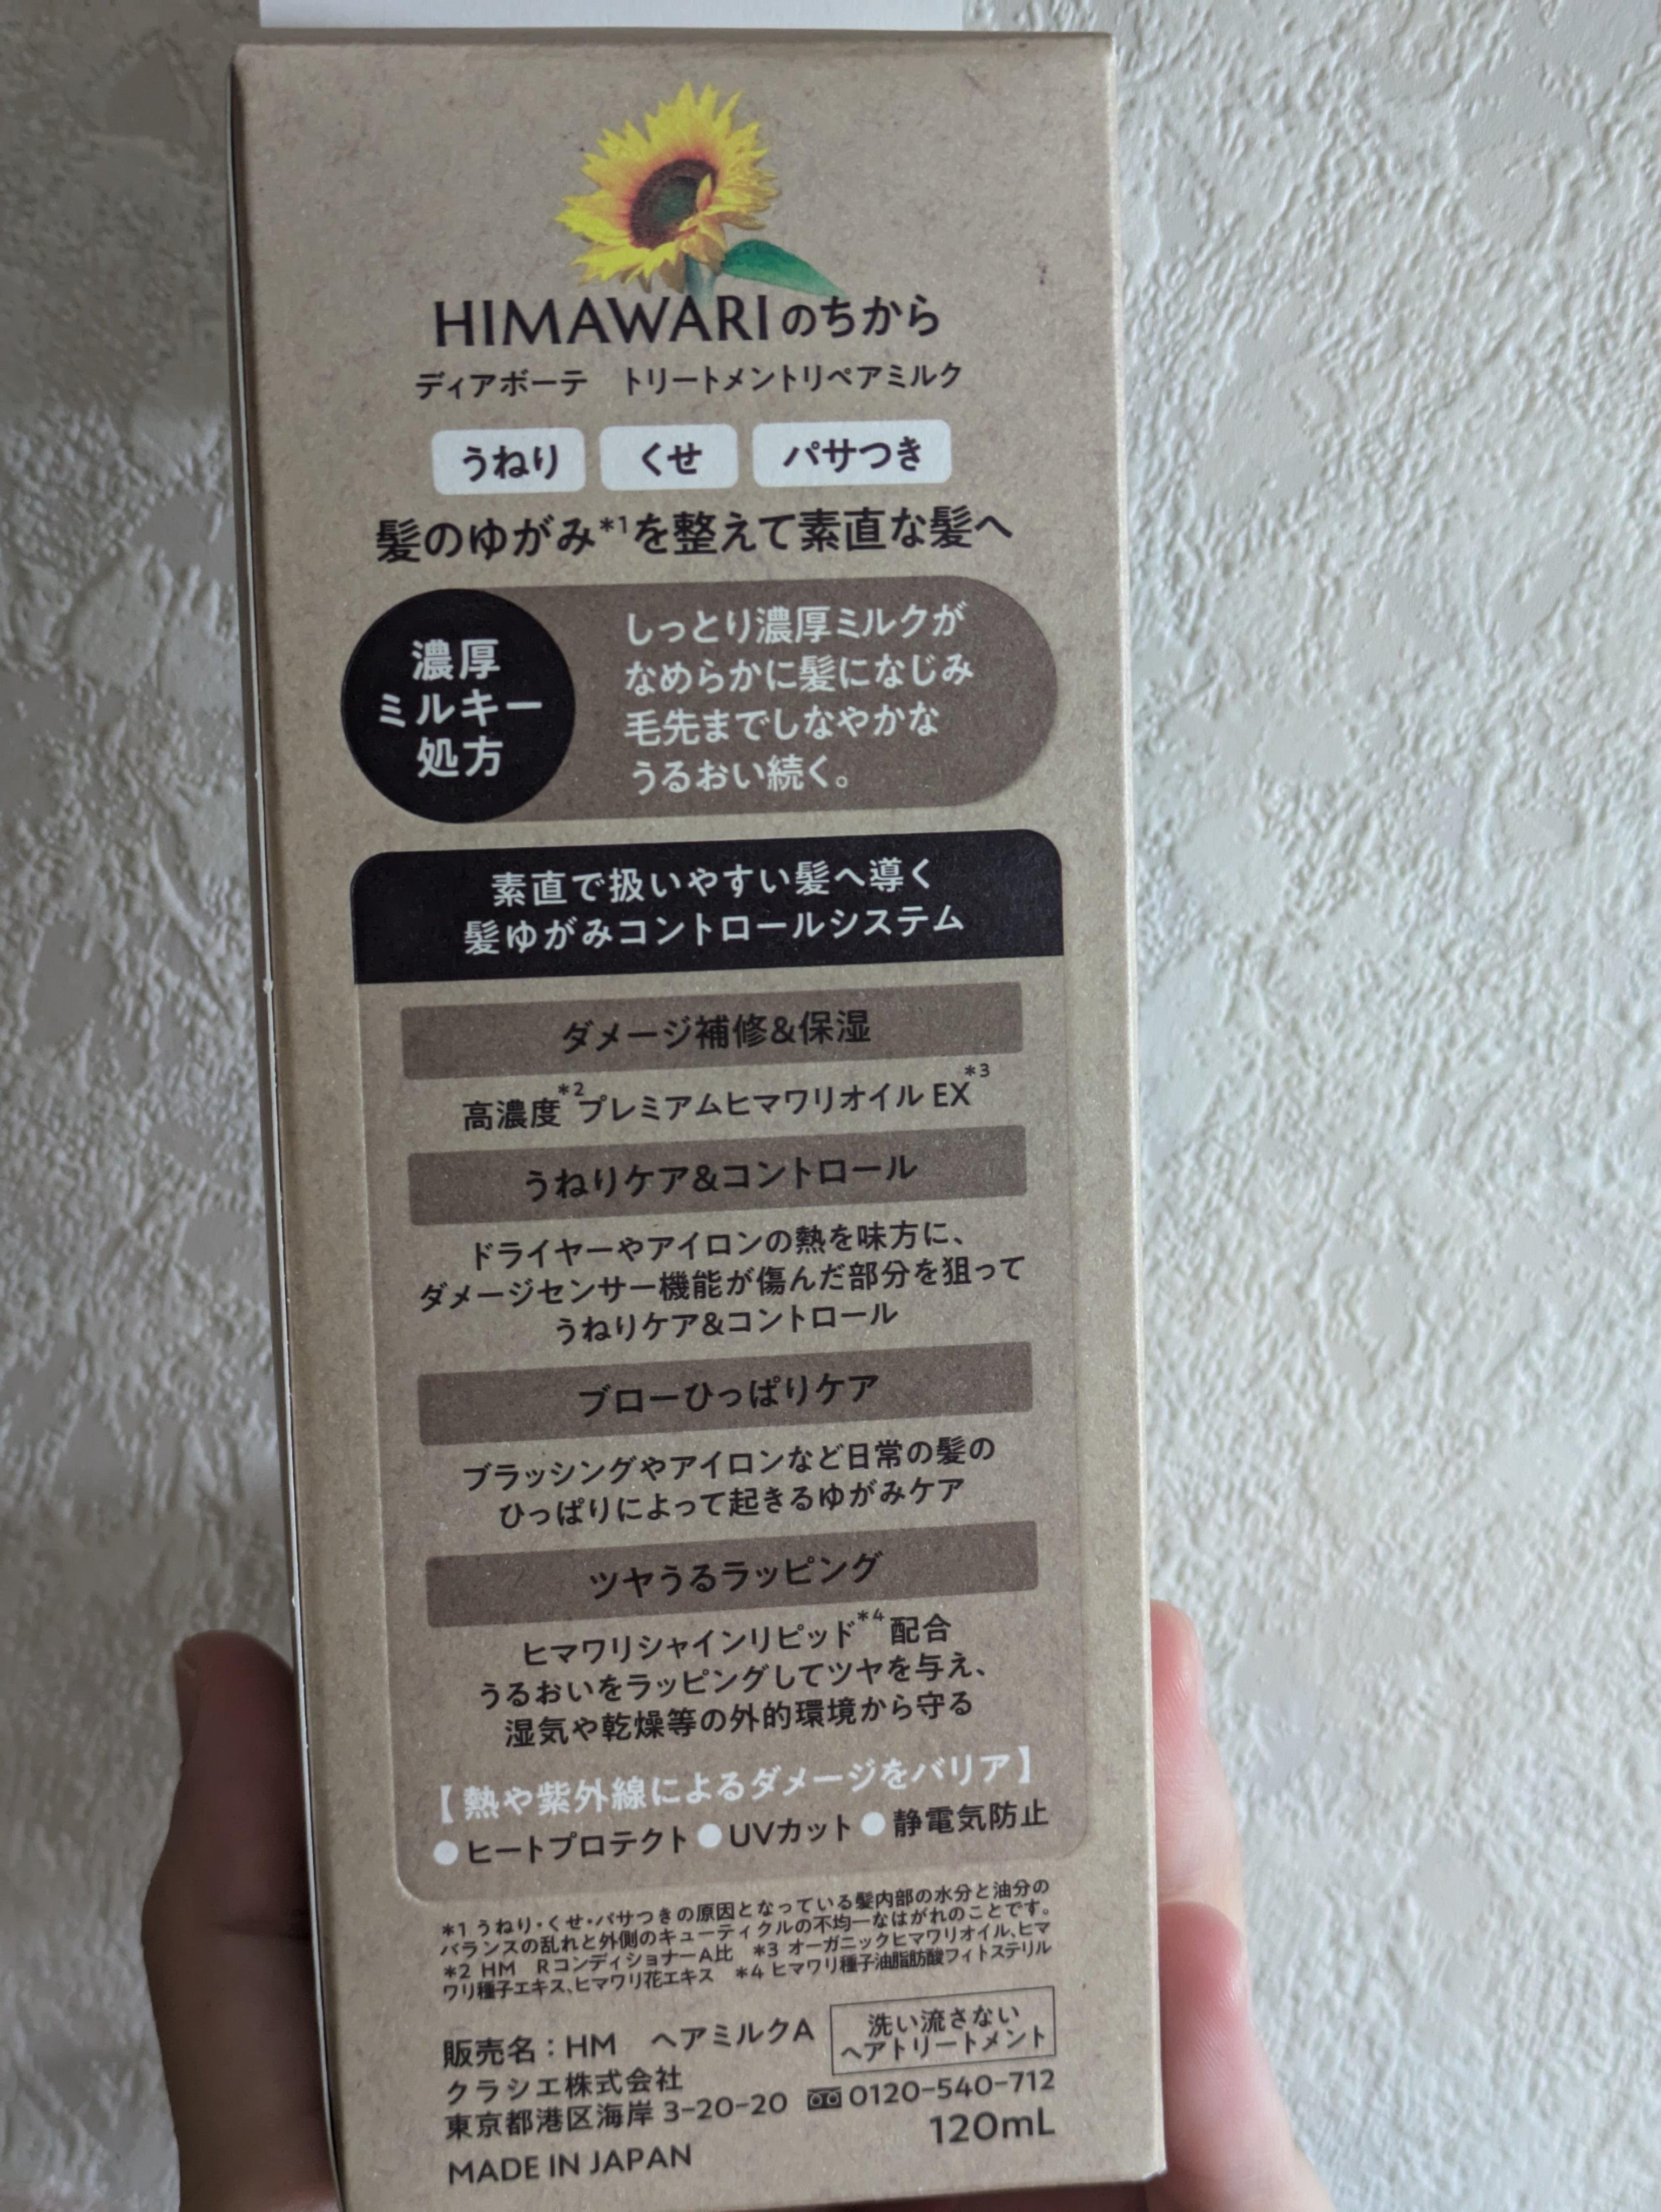 HIMAWARIのちから
ディアボーテ　トリートメントリペアミルク
うねり　くせ　パサつき
髪のゆがみ*1を整えて素直な髪へ
濃厚
ミルキー
処方
しっとり濃厚ミルクが
なめらかに髪になじみ
毛先までしなやかな
うるおい続く。
素直で扱いやすい髪へ導く
髪ゆがみコントロールシステム
ダメージ補修&保湿
高濃度*2プレミアムヒマワリオイル EX*3
うねりケア&コントロール
ドライヤーやアイロンの熱を味方に、
ダメージセンサー機能が傷んだ部分を狙って
うねりケア&コントロール
ブローひっぱりケア
ブラッシングやアイロンなど日常の髪の
ひっぱりによって起きるゆがみケア
ツヤうるラッピング
ヒマワリシャインリピッド*4配合
うるおいをラッピングしてツヤを与え、
湿気や乾燥等の外的環境から守る
【熱や紫外線によるダメージをバリア】
●ヒートプロテクト●UVカット●静電気防止
*1 うねり・くせ・パサつきの原因となっている髪内部の水分と油分の
バランスの乱れと外側のキューティクルの不均一なはがれのことです。
*2 HM　RコンディショナーA比　*3 オーガニックヒマワリオイル、ヒマ
ワリ種子エキス、ヒマワリ花エキス　*4 ヒマワリ種子油脂肪酸フィトステリル
販売名：HM　ヘアミルクA
洗い流さない
ヘアトリートメント
クラシエ株式会社
東京都港区海岸 3-20-20　0120-540-712
120mL
MADE IN JAPAN